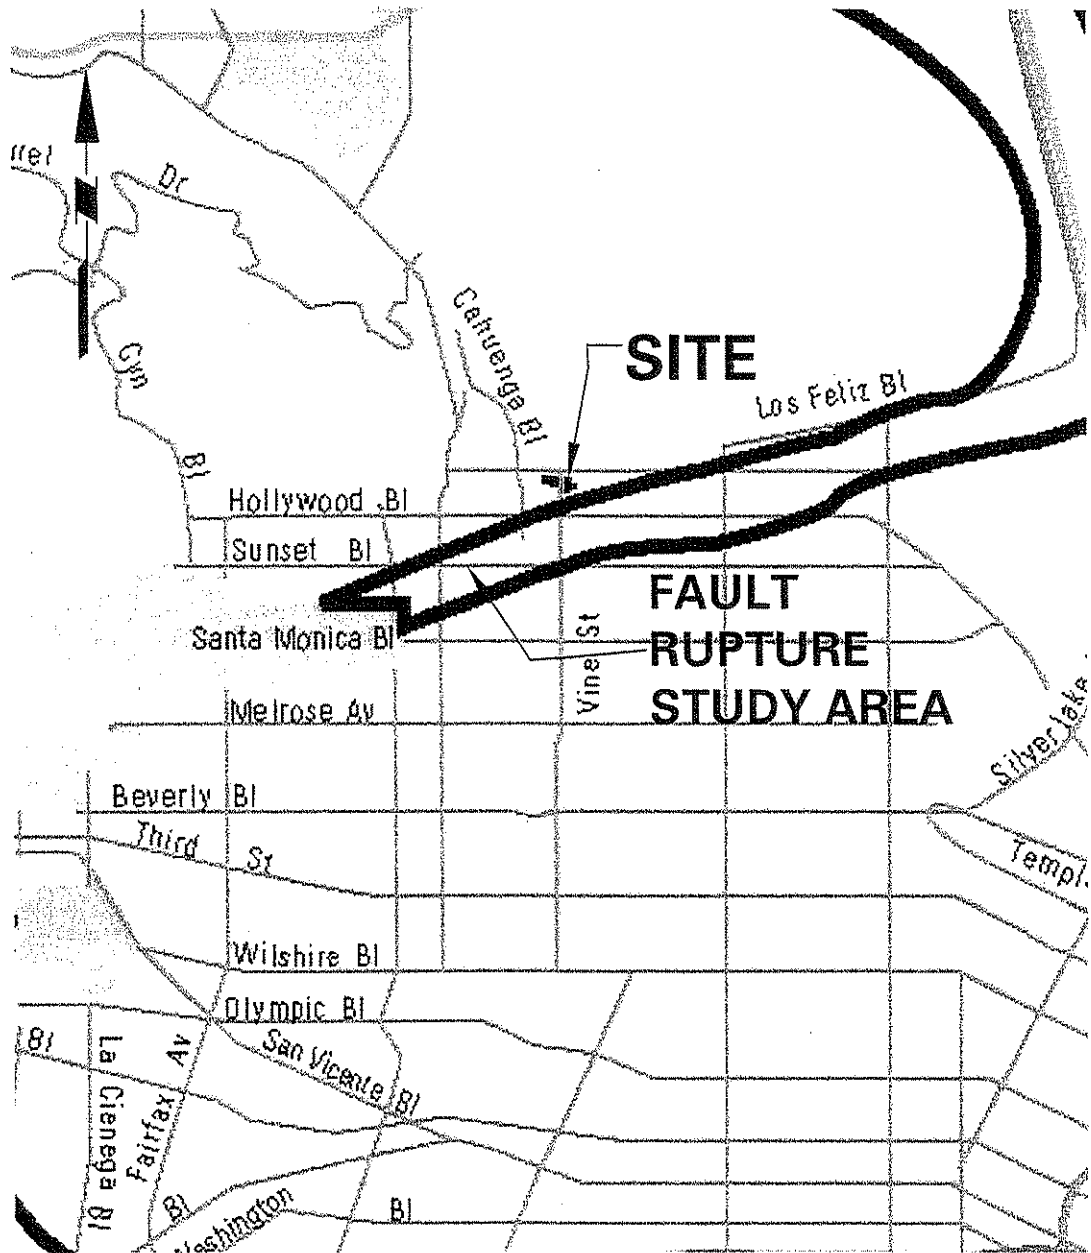 Dr
Cyn
Bl
Cahuenga Bl
SITE
Los Feliz Bl
Hollywood Bl
Sunset Bl
FAULT
RUPTURE
STUDY AREA
Santa Monica Bl
Vine St
Melrose Av
Silver Lake
Beverly Bl
Third St
Wilshire Bl
Olympic Bl
San Vicente Bl
Bl
La Cienega Bl
Fairfax Av
Bl
Washington Bl